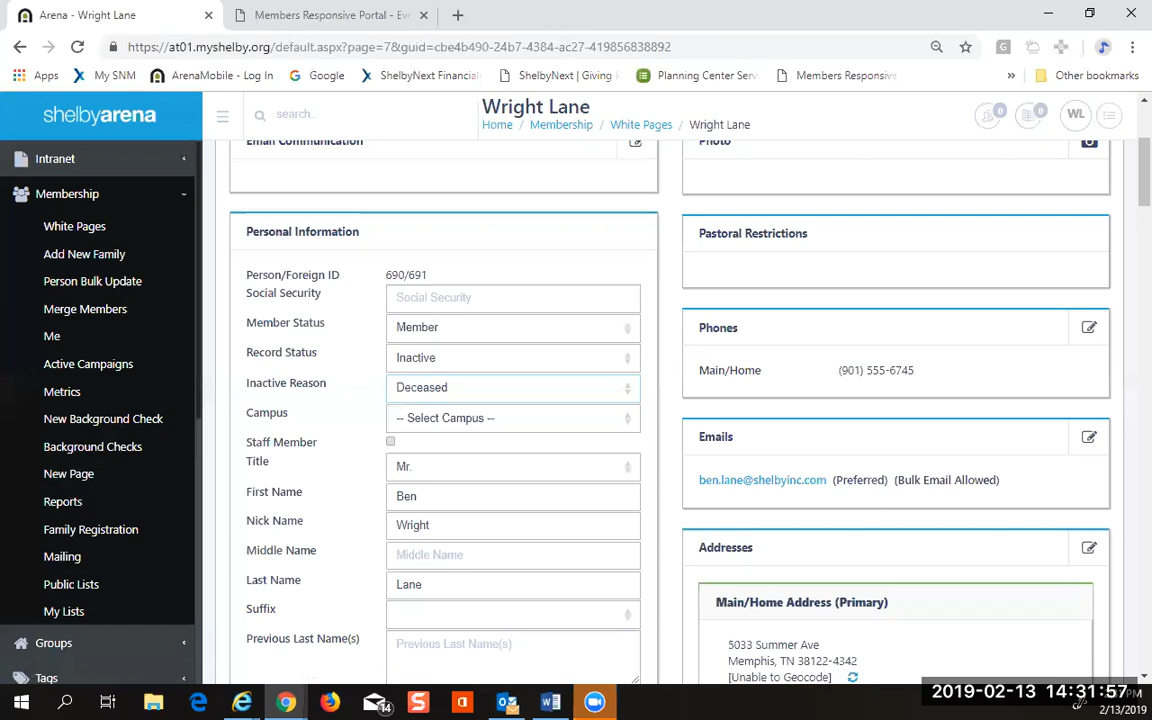 Arena - Wright Lane
Members Responsive Portal - Eve
https://at01.myshelby.org/default.aspx?page=7&guid=cbe4b490-24b7-4384-ac27-419856838892
Apps
My SNM
ArenaMobile - Log In
Google
ShelbyNext Financial
ShelbyNext | Giving
Planning Center Serv
Members Responsive
Other bookmarks
shelbyarena
search..
Wright Lane
Home / Membership / White Pages / Wright Lane
0
0
WL
Intranet
Membership
White Pages
Add New Family
Person Bulk Update
Merge Members
Me
Active Campaigns
Metrics
New Background Check
Background Checks
New Page
Reports
Family Registration
Mailing
Public Lists
My Lists
Groups
Tags
Email Communication
Personal Information
Person/Foreign ID 690/691
Social Security Social Security
Member Status Member
Record Status Inactive
Inactive Reason Deceased
Campus -- Select Campus --
Staff Member
Title Mr.
First Name Ben
Nick Name Wright
Middle Name Middle Name
Last Name Lane
Suffix
Previous Last Name(s) Previous Last Name(s)
Photo
Pastoral Restrictions
Phones
Main/Home (901) 555-6745
Emails
ben.lane@shelbyinc.com (Preferred) (Bulk Email Allowed)
Addresses
Main/Home Address (Primary)
5033 Summer Ave
Memphis, TN 38122-4342
[Unable to Geocode]
14
2019-02-13 14:31:57
2/13/2019